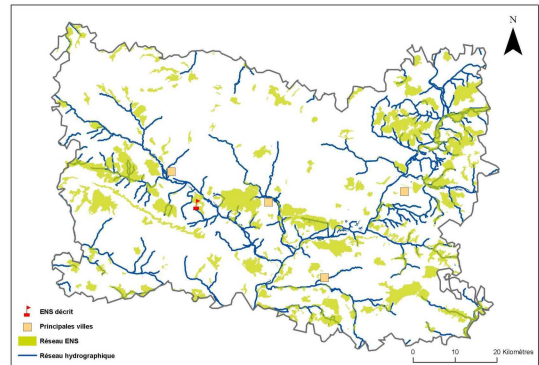 N
ENS décrit
Principales villes
Réseau ENS
Réseau hydrographique
0 10 20 Kilomètres